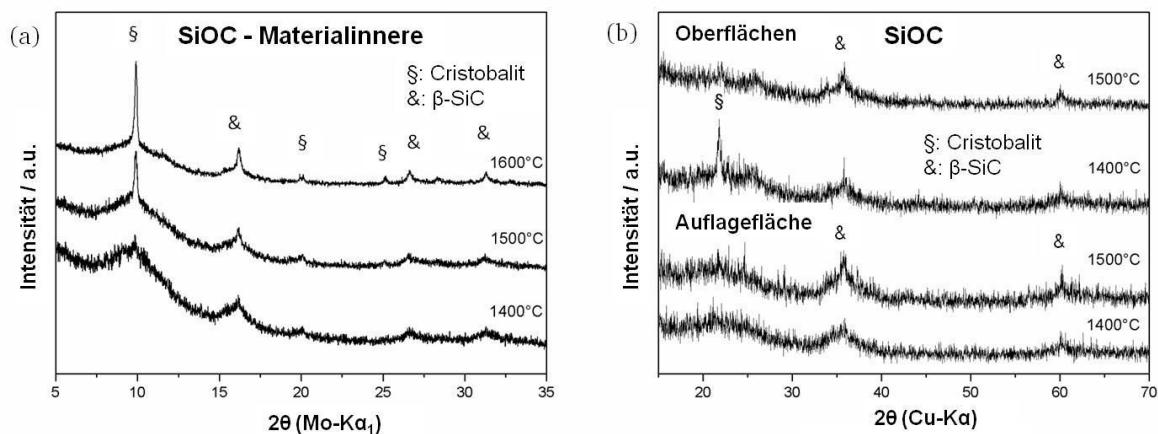 (a)
SiOC - Materialinnere
§
§: Cristobalit
&: β-SiC
&
§
§
&
&
1600°C
1500°C
1400°C
Intensität / a.u.
5 10 15 20 25 30 35
2θ (Mo-Kα₁)
(b)
Oberflächen
SiOC
&
&
1500°C
§
§: Cristobalit
&: β-SiC
1400°C
Auflagefläche
&
&
1500°C
1400°C
Intensität / a.u.
20 30 40 50 60 70
2θ (Cu-Kα)